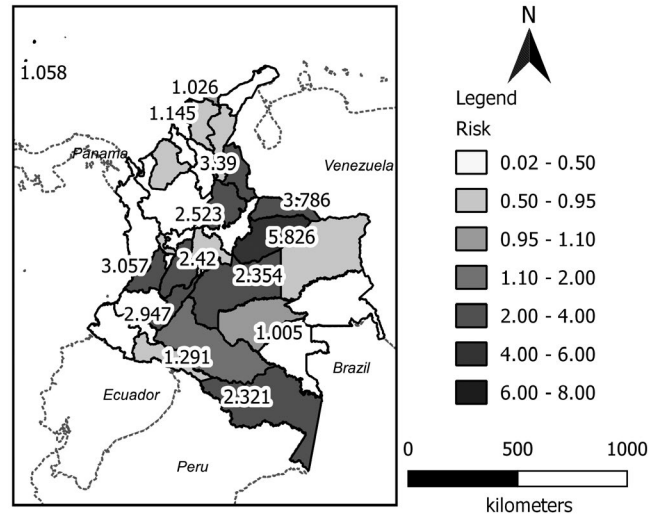 1.058
1.026
1.145
Panama
3.39
Venezuela
3.786
2.523
5.826
3.057
7
2.42
2.354
2.947
1.005
1.291
Brazil
Ecuador
2.321
Peru
N
Legend
Risk
0.02 - 0.50
0.50 - 0.95
0.95 - 1.10
1.10 - 2.00
2.00 - 4.00
4.00 - 6.00
6.00 - 8.00
0 500 1000
kilometers